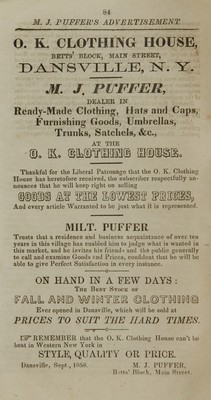 84
M. J. PUFFER'S ADVERTISEMENT
O. K. CLOTHING HOUSE,
BETTS' BLOCK, MAIN STREET,
DANSVILLE, N. Y.
M. J. PUFFER,
DEALER IN
Ready-Made Clothing, Hats and Caps,
Furnishing Goods, Umbrellas,
Trunks, Satchels, &c.,
AT THE
O. K. CLOTHING HOUSE.
Thankful for the Liberal Patronage that the O. K. Clothing
House has heretofore received, the subscriber respectfully an-
nounces that he will keep right on selling
GOODS AT THE LOWEST PRICES,
And every article Warranted to be just what it is represented.
MILT. PUFFER
Trusts that a residence and business acquaintance of over ten
years in this village has enabled him to judge what is wanted in
this market, and he invites his friends and the public generally
to call and examine Goods and Prices, confident that he will be
able to give Perfect Satisfaction in every instance.
ON HAND IN A FEW DAYS:
THE BEST STOCK OF
FALL AND WINTER CLOTHING
Ever opened in Dansville, which will be sold at
PRICES TO SUIT THE HARD TIMES.
☞ REMEMBER that the O. K. Clothing House can't be
beat in Western New York in
STYLE, QUALITY OR PRICE.
M. J. PUFFER,
Dansville, Sept.,
Betts' Block, Main Street.